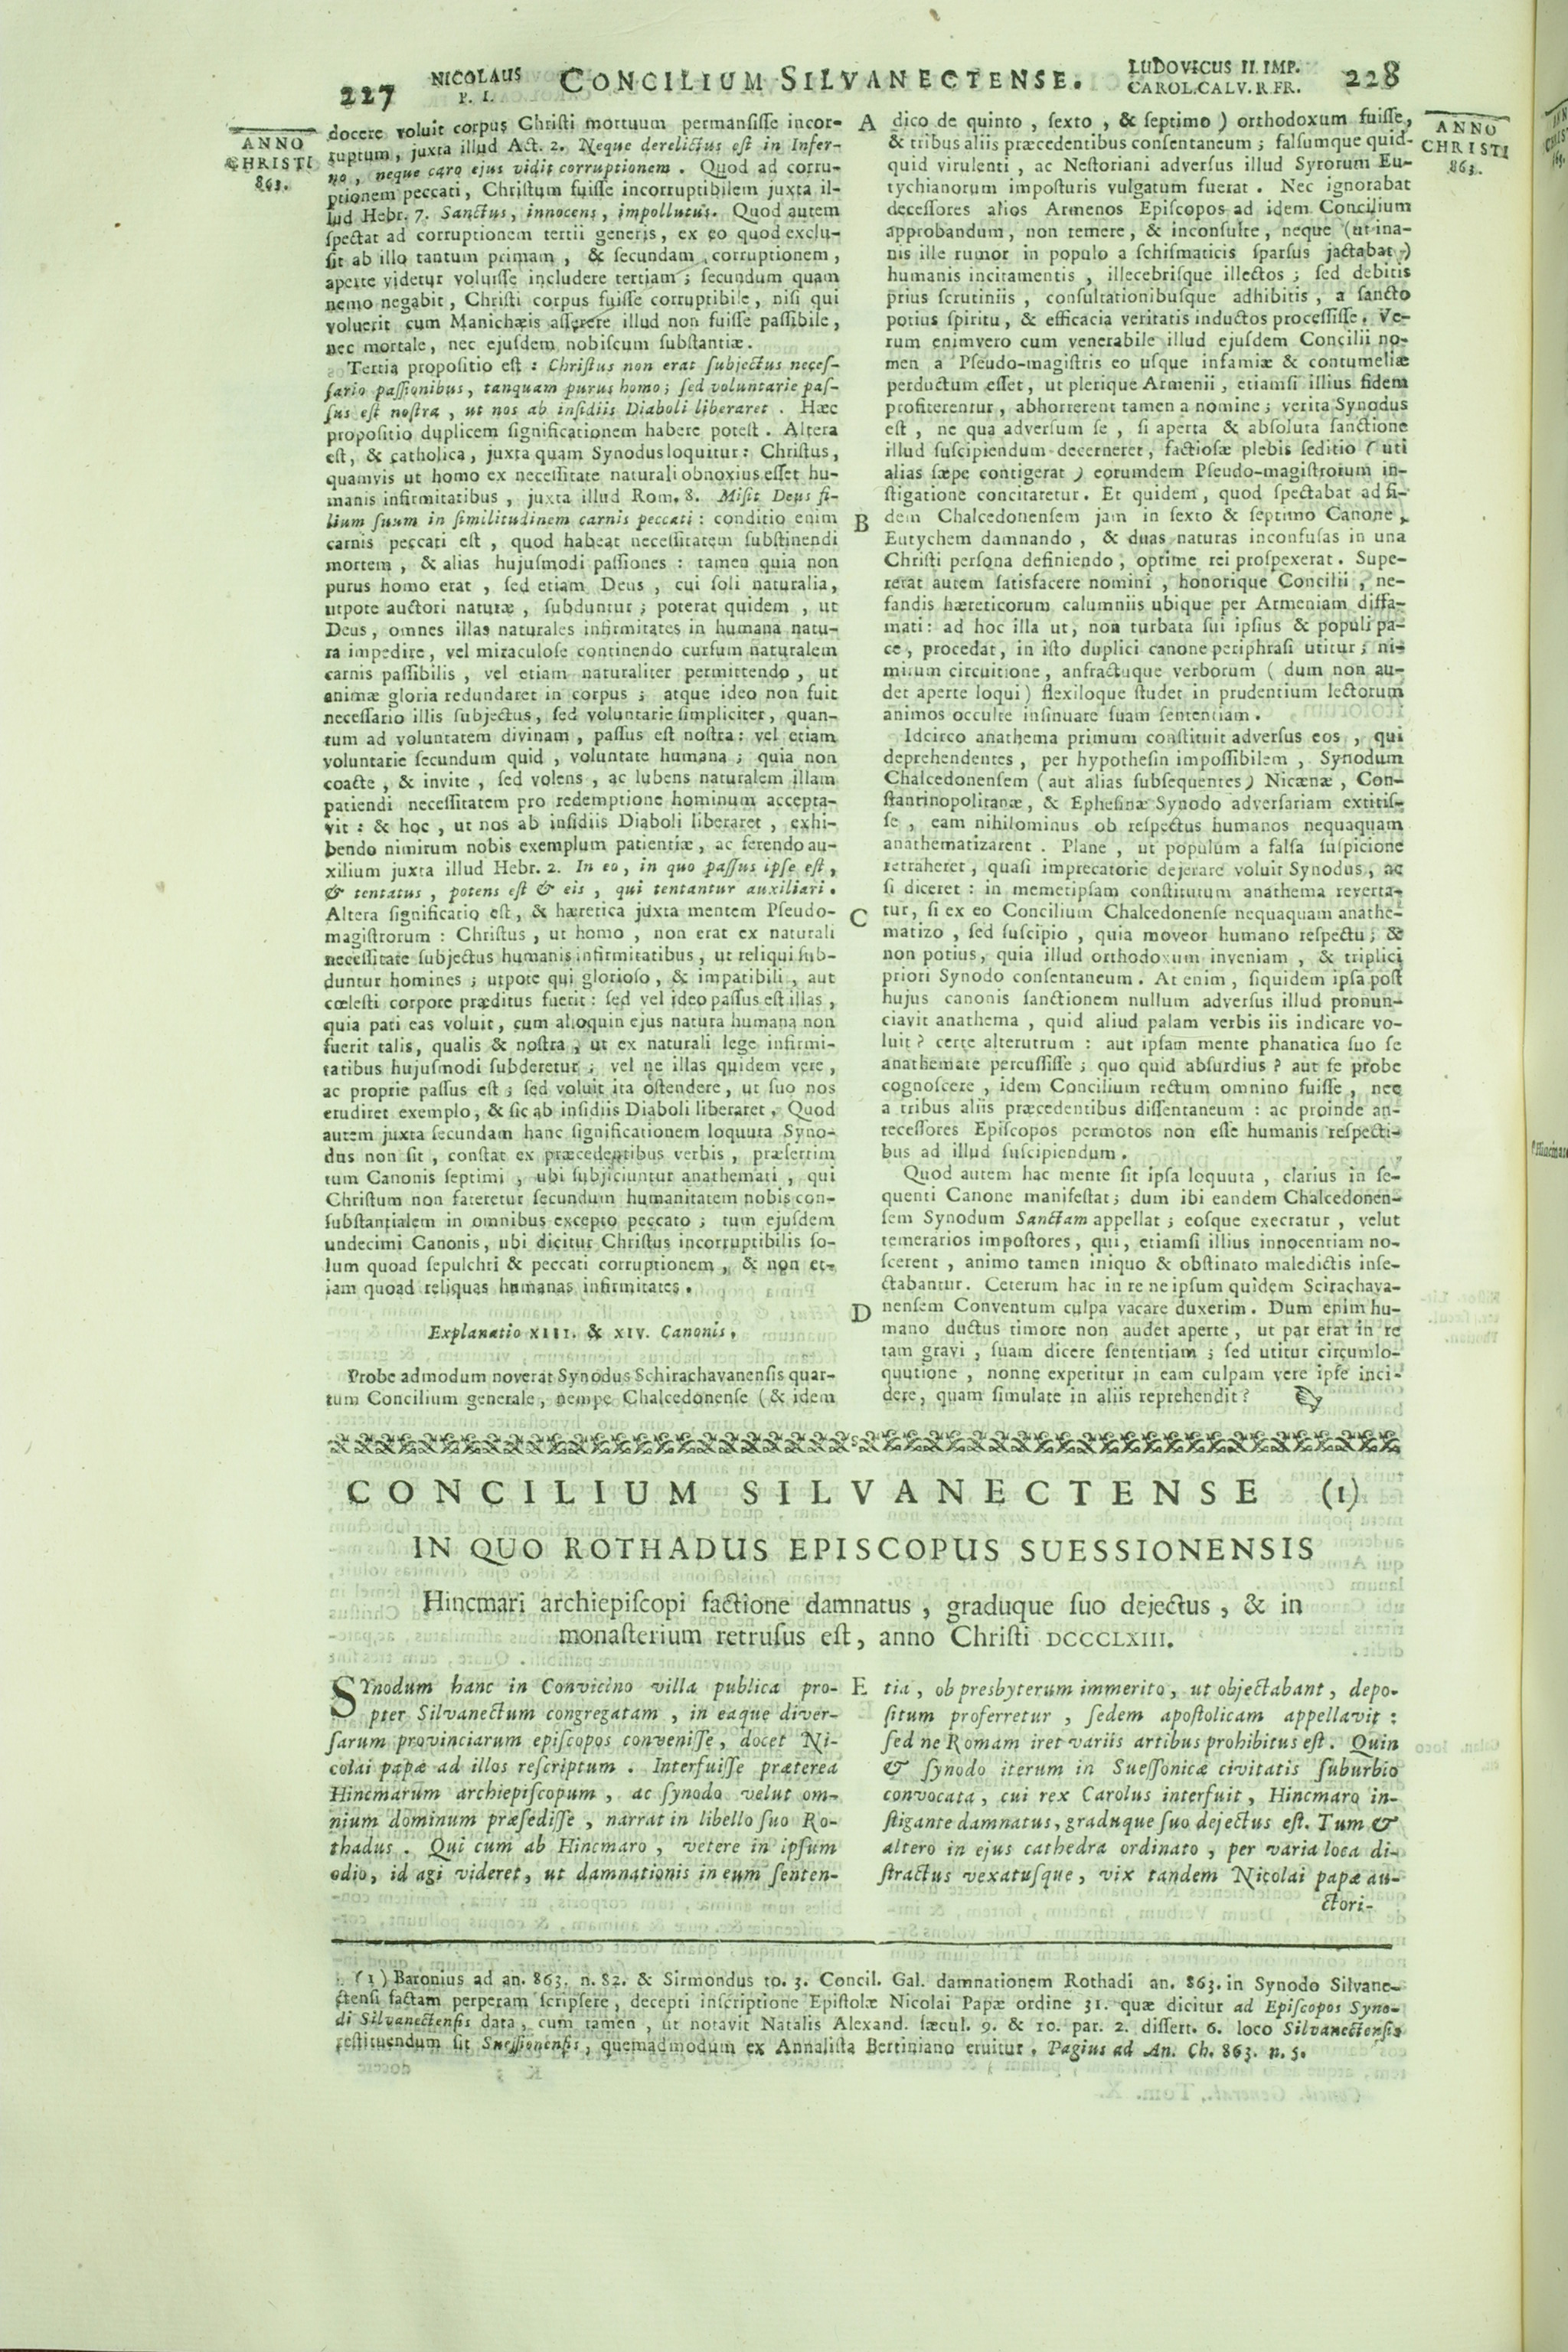 227
NICOLAUS
P. I.
CONCILIUM SILVANECTENSE.
LUDOVICUS II. IMP.
CAROL. CALV. R. FR.
228
ANNO
CHRISTI
863.
docere voluit corpus Christi mortuum permansiſſe incor-
ruptum, juxta illud Act. 2. Neque derelictus eſt in Infer-
no, neque caro ejus vidit corruptionem. Quod ad corru-
ptionem peccati, Chriſtum fuiſſe incorruptibilem juxta il-
lud Hebr. 7. Sanctus, innocens, impollutus. Quod autem
ſpectat ad corruptionem tertii generis, ex eo quod exclu-
ſit ab illo tantum primam, & ſecundam corruptionem,
aperte videtur voluiſſe includere tertiam; ſecundum quam
nemo negabit, Chriſti corpus fuiſſe corruptibile, niſi qui
voluerit cum Manichæis aſſerere illud non fuiſſe paſſibile,
nec mortale, nec ejuſdem nobiſcum ſubſtantiæ.
Tertia propoſitio eſt: Chriſtus non erat ſubjectus neceſ-
ſario paſſionibus, tanquam purus homo; ſed voluntarie paſ-
ſus eſt noſtra, ut nos ab inſidiis Diaboli liberaret. Hæc
propoſitio duplicem ſignificationem habere poteſt. Altera
eſt, & catholica, juxta quam Synodus loquitur: Chriſtus,
quamvis ut homo ex neceſſitate naturali obnoxius eſſet hu-
manis infirmitatibus, juxta illud Rom. 8. Miſit Deus fi-
lium ſuum in ſimilitudinem carnis peccati: conditio enim
carnis peccati eſt, quod habeat neceſſitatem ſubſtinendi
mortem, & alias hujuſmodi paſſiones: tamen quia non
purus homo erat, ſed etiam Deus, cui ſoli naturalia,
utpote auctori naturæ, ſubduntur; poterat quidem, ut
Deus, omnes illas naturales infirmitates in humana natu-
ra impedire, vel miraculoſe continendo curſum naturalem
carnis paſſibilis, vel etiam naturaliter permittendo, ut
animæ gloria redundaret in corpus; atque ideo non fuit
neceſſario illis ſubjectus, ſed voluntarie ſimpliciter, quan-
tum ad voluntatem divinam, paſſus eſt noſtra: vel etiam
voluntarie ſecundum quid, voluntate humana; quia non
coacte, & invite, ſed volens, ac lubens naturalem illam
patiendi neceſſitatem pro redemptione hominum accepta-
vit: & hoc, ut nos ab inſidiis Diaboli liberaret, exhi-
bendo nimirum nobis exemplum patientiæ, ac ferendo au-
xilium juxta illud Hebr. 2. In eo, in quo paſſus ipſe eſt,
& tentatus, potens eſt & eis, qui tentantur auxiliari.
Altera ſignificatio eſt, & hæretica juxta mentem Pſeudo-
magiſtrorum: Chriſtus, ut homo, non erat ex naturali
neceſſitate ſubjectus humanis infirmitatibus, ut reliqui ſub-
duntur homines; utpote qui glorioſo, & impatibili, aut
cœleſti corpore præditus fuerit: ſed vel ideo paſſus eſt illas,
quia pati eas voluit, cum alioquin ejus natura humana non
fuerit talis, qualis & noſtra, ut ex naturali lege infirmi-
tatibus hujuſmodi ſubderetur; vel ne illas quidem vere,
ac proprie paſſus eſt; ſed voluit ita oſtendere, ut ſuo nos
erudiret exemplo, & ſic ab inſidiis Diaboli liberaret. Quod
autem juxta ſecundam hanc ſignificationem loquuta Syno-
dus non ſit, conſtat ex præcedentibus verbis, præſertim
tum Canonis ſeptimi, ubi ſubjiciuntur anathemati, qui
Chriſtum non fateretur ſecundum humanitatem nobis con-
ſubſtantialem in omnibus excepto peccato; tum ejuſdem
undecimi Canonis, ubi dicitur Chriſtus incorruptibilis ſo-
lum quoad ſepulchri & peccati corruptionem, & non et-
iam quoad reliquas humanas infirmitates.
Explanatio XIII. & XIV. Canonis.
Probe admodum noverat Synodus Schirachavanenſis quar-
tum Concilium generale, nempe Chalcedonenſe (& idem
A
B
C
D
dico de quinto, ſexto, & ſeptimo) orthodoxum fuiſſe,
& tribus aliis præcedentibus conſentaneum; falſumque quid-
quid virulenti, ac Neſtoriani adverſus illud Syrorum Eu-
tychianorum impoſturis vulgatum fuerat. Nec ignorabat
deceſſores alios Armenos Epiſcopos ad idem Concilium
approbandum, non temere, & inconſulte, neque (ut ina-
nis ille rumor in populo a ſchiſmaticis ſparſus jactabat)
humanis incitamentis, illecebriſque illectos; ſed debitis
prius ſcrutiniis, conſultationibuſque adhibitis, a ſancto
potius ſpiritu, & efficacia veritatis inductos proceſſiſſe. Ve-
rum enimvero cum venerabile illud ejuſdem Concilii no-
men a Pſeudo-magiſtris eo uſque infamiæ & contumeliæ
perductum eſſet, ut plerique Armenii, etiamſi illius fidem
profiterentur, abhorrerent tamen a nomine; verita Synodus
eſt, ne qua adverſum ſe, ſi aperta & abſoluta ſanctione
illud ſuſcipiendum decerneret, factioſæ plebis ſeditio (uti
alias ſæpe contigerat) eorumdem Pſeudo-magiſtrorum in-
ſtigatione concitaretur. Et quidem, quod ſpectabat ad fi-
dem Chalcedonenſem jam in ſexto & ſeptimo Canone,
Eutychem damnando, & duas naturas inconfuſas in una
Chriſti perſona definiendo, optime rei proſpexerat. Supe-
rerat autem ſatisfacere nomini, honorique Concilii, ne-
fandis hæreticorum calumniis ubique per Armeniam diffa-
mati: ad hoc illa ut, non turbata ſui ipſius & populi pa-
ce, procedat, in iſto duplici canone periphraſi utitur; ni-
mirum circuitione, anfractuque verborum (dum non au-
det aperte loqui) flexiloque ſtudet in prudentium lectorum
animos occulte inſinuare ſuam ſententiam.
Idcirco anathema primum conſtituit adverſus eos, qui
deprehendentes, per hypotheſin impoſſibilem, Synodum
Chalcedonenſem (aut alias ſubſequentes) Nicænæ, Con-
ſtantinopolitanæ, & Epheſinæ Synodo adverſariam extitiſ-
ſe, eam nihilominus ob reſpectus humanos nequaquam
anathematizarent. Plane, ut populum a falſa ſuſpicione
retraheret, quaſi imprecatorie dejerare voluit Synodus, ac
ſi diceret: in memetipſam conſtitutum anathema reverta-
tur, ſi ex eo Concilium Chalcedonenſe nequaquam anathe-
matizo, ſed ſuſcipio, quia moveor humano reſpectu; &
non potius, quia illud orthodoxum inveniam, & triplici
priori Synodo conſentaneum. At enim, ſiquidem ipſa poſt
hujus canonis ſanctionem nullum adverſus illud pronun-
ciavit anathema, quid aliud palam verbis iis indicare vo-
luit? certe alterutrum: aut ipſam mente phanatica ſuo ſe
anathemate percuſſiſſe; quo quid abſurdius? aut ſe probe
cognoſcere, idem Concilium rectum omnino fuiſſe, nec
a tribus aliis præcedentibus diſſentaneum: ac proinde an-
teceſſores Epiſcopos permotos non eſſe humanis reſpecti-
bus ad illud ſuſcipiendum.
Quod autem hac mente ſit ipſa loquuta, clarius in ſe-
quenti Canone manifeſtat; dum ibi eandem Chalcedonen-
ſem Synodum Sanctam appellat; eoſque execratur, velut
temerarios impoſtores, qui, etiamſi illius innocentiam no-
ſcerent, animo tamen iniquo & obſtinato maledictis inſe-
ctabantur. Ceterum hac in re ne ipſum quidem Scirachava-
nenſem Conventum culpa vacare duxerim. Dum enim hu-
mano ductus timore non audet aperte, ut par erat in re
tam gravi, ſuam dicere ſententiam; ſed utitur circumlo-
quutione, nonne experitur in eam culpam vere ipſe inci-
dere, quam ſimulate in aliis reprehendit?
ANNO
CHRISTI
863.
CONCILIUM SILVANECTENSE (1)
IN QUO ROTHADUS EPISCOPUS SUESSIONENSIS
Hincmari archiepiſcopi factione damnatus, graduque ſuo dejectus, & in
monaſterium retruſus eſt, anno Chriſti DCCCLXIII.
SYnodum hanc in Convicino villa publica pro-
pter Silvanectum congregatam, in eaque diver-
ſarum provinciarum epiſcopos conveniſſe, docet Ni-
colai papæ ad illos reſcriptum. Interfuiſſe præterea
Hincmarum archiepiſcopum, ac ſynodo velut om-
nium dominum præſediſſe, narrat in libello ſuo Ro-
thadus. Qui cum ab Hincmaro, vetere in ipſum
odio, id agi videret, ut damnationis in eum ſenten-
E
tia, ob presbyterum immerito, ut objectabant, depo-
ſitum proferretur, ſedem apoſtolicam appellavit:
ſed ne Romam iret variis artibus prohibitus eſt. Quin
& ſynodo iterum in Sueſſonicæ civitatis ſuburbio
convocata, cui rex Carolus interfuit, Hincmaro in-
ſtigante damnatus, graduque ſuo dejectus eſt. Tum &
altero in ejus cathedra ordinato, per varia loca di-
ſtractus vexatuſque, vix tandem Nicolai papæ au-
ctori-
(1) Baronius ad an. 863. n. 82. & Sirmondus to. 3. Concil. Gal. damnationem Rothadi an. 863. in Synodo Silvane-
ctenſi factam perperam ſcripſere, decepti inſcriptione Epiſtolæ Nicolai Papæ ordine 31. quæ dicitur ad Epiſcopos Syno-
di Silvanectenſis data, cum tamen, ut notavit Natalis Alexand. ſæcul. 9. & 10. par. 2. diſſert. 6. loco Silvanectenſis
reſtituendum ſit Sueſſionenſis, quemadmodum ex Annaliſta Bertiniano eruitur. Pagius ad An. Ch. 863. n. 5.